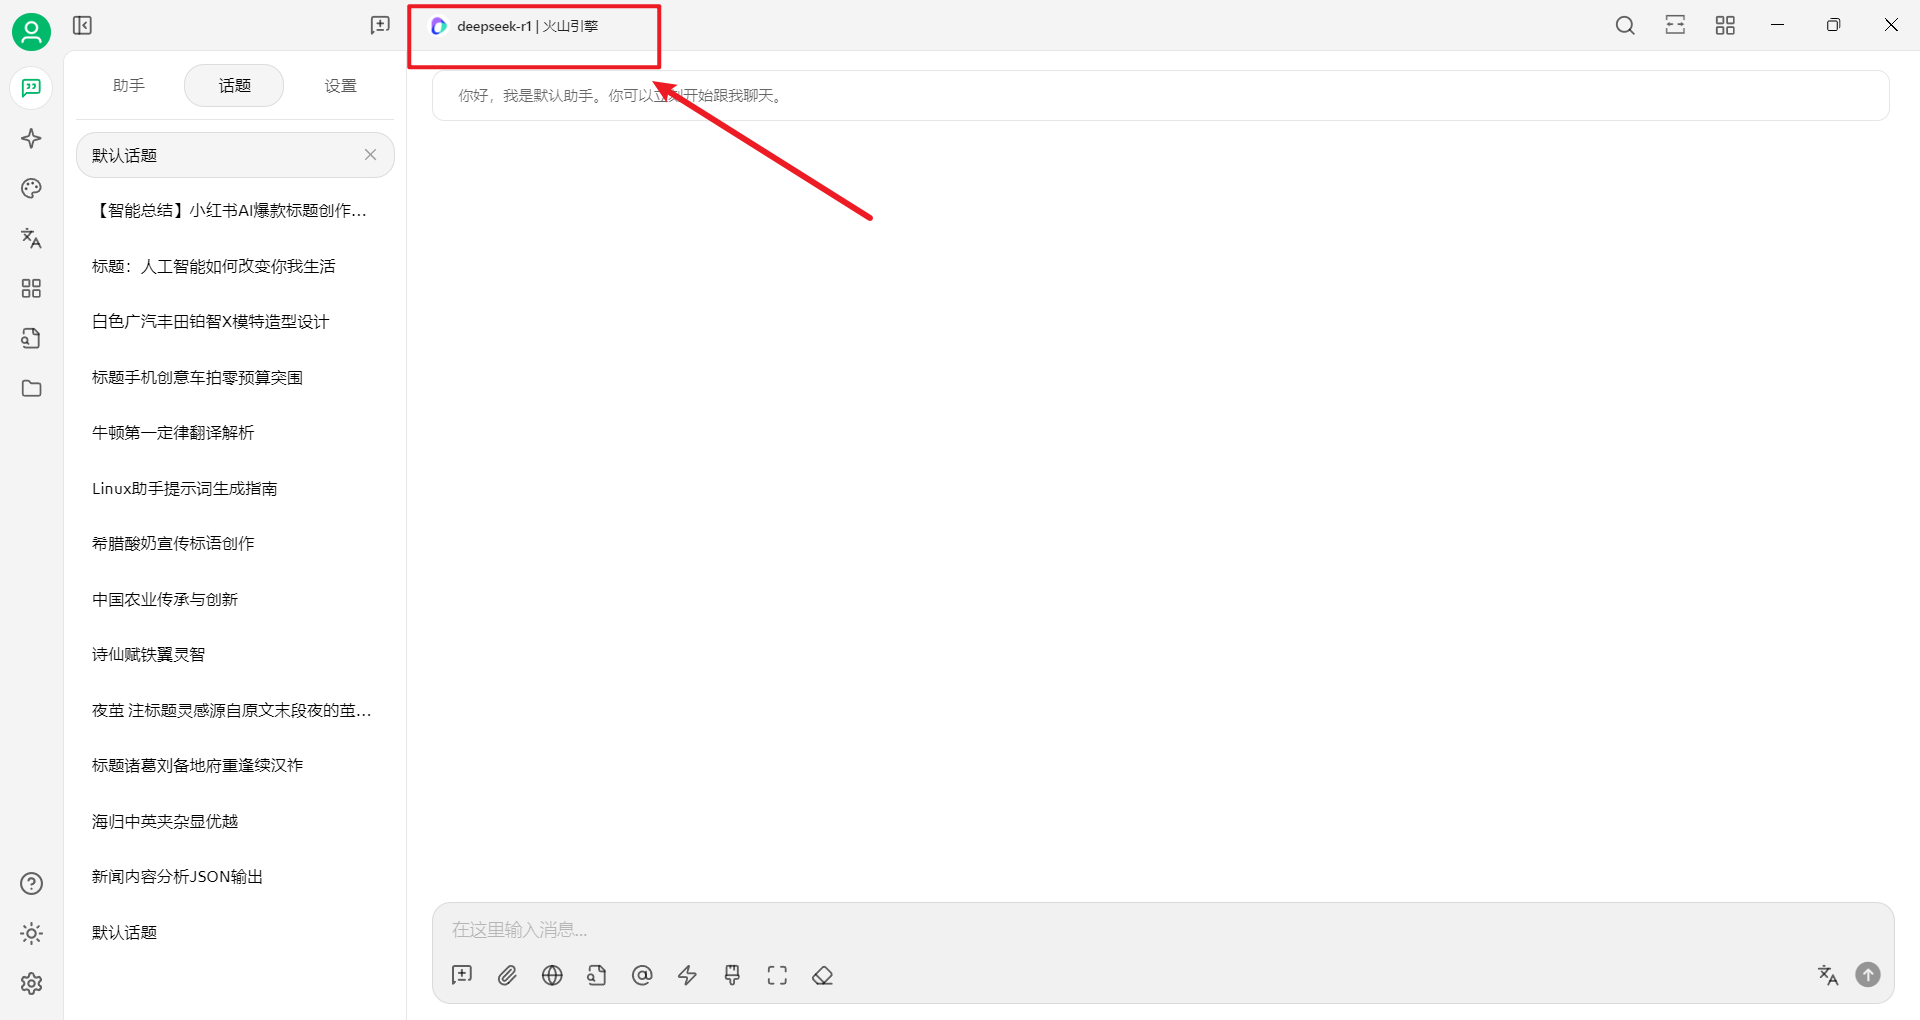 deepseek-r1 | 火山引擎
助手
话题
设置
你好，我是默认助手。你可以立刻开始跟我聊天。
默认话题
【智能总结】小红书AI爆款标题创作...
标题：人工智能如何改变你我生活
白色广汽丰田铂智X模特造型设计
标题手机创意车拍零预算突围
牛顿第一定律翻译解析
Linux助手提示词生成指南
希腊酸奶宣传标语创作
中国农业传承与创新
诗仙赋铁翼灵智
夜茧 注标题灵感源自原文末段夜的茧...
标题诸葛刘备地府重逢续汉祚
海归中英夹杂显优越
新闻内容分析JSON输出
默认话题
在这里输入消息...